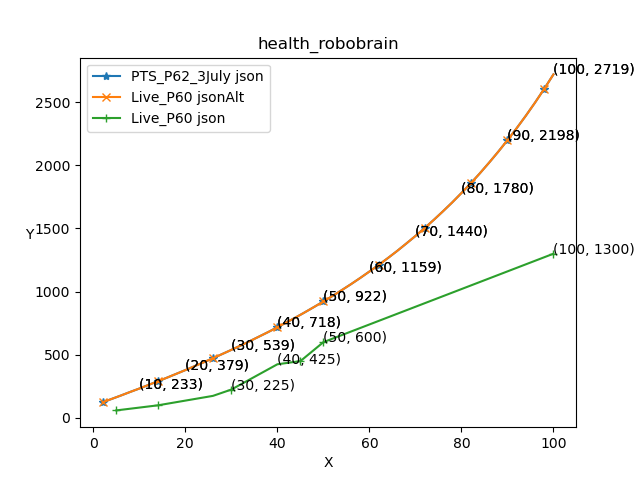 health_robobrain
PTS_P62_3July json
Live_P60 jsonAlt
Live_P60 json
(100, 2719)
(90, 2198)
(80, 1780)
(70, 1440)
(60, 1159)
(50, 922)
(40, 718)
(30, 539)
(20, 379)
(10, 233)
(100, 1300)
(50, 600)
(40, 425)
(30, 225)
Y
2500
2000
1500
1000
500
0
0 20 40 60 80 100
X